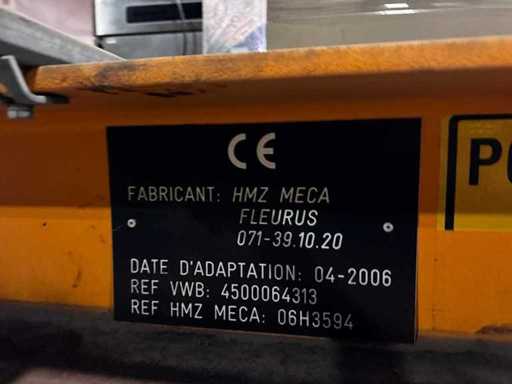 CE
FABRICANT: HMZ MECA
FLEURUS
071-39.10.20
DATE D'ADAPTATION: 04-2006
REF VWB: 4500064313
REF HMZ MECA: 06H3594